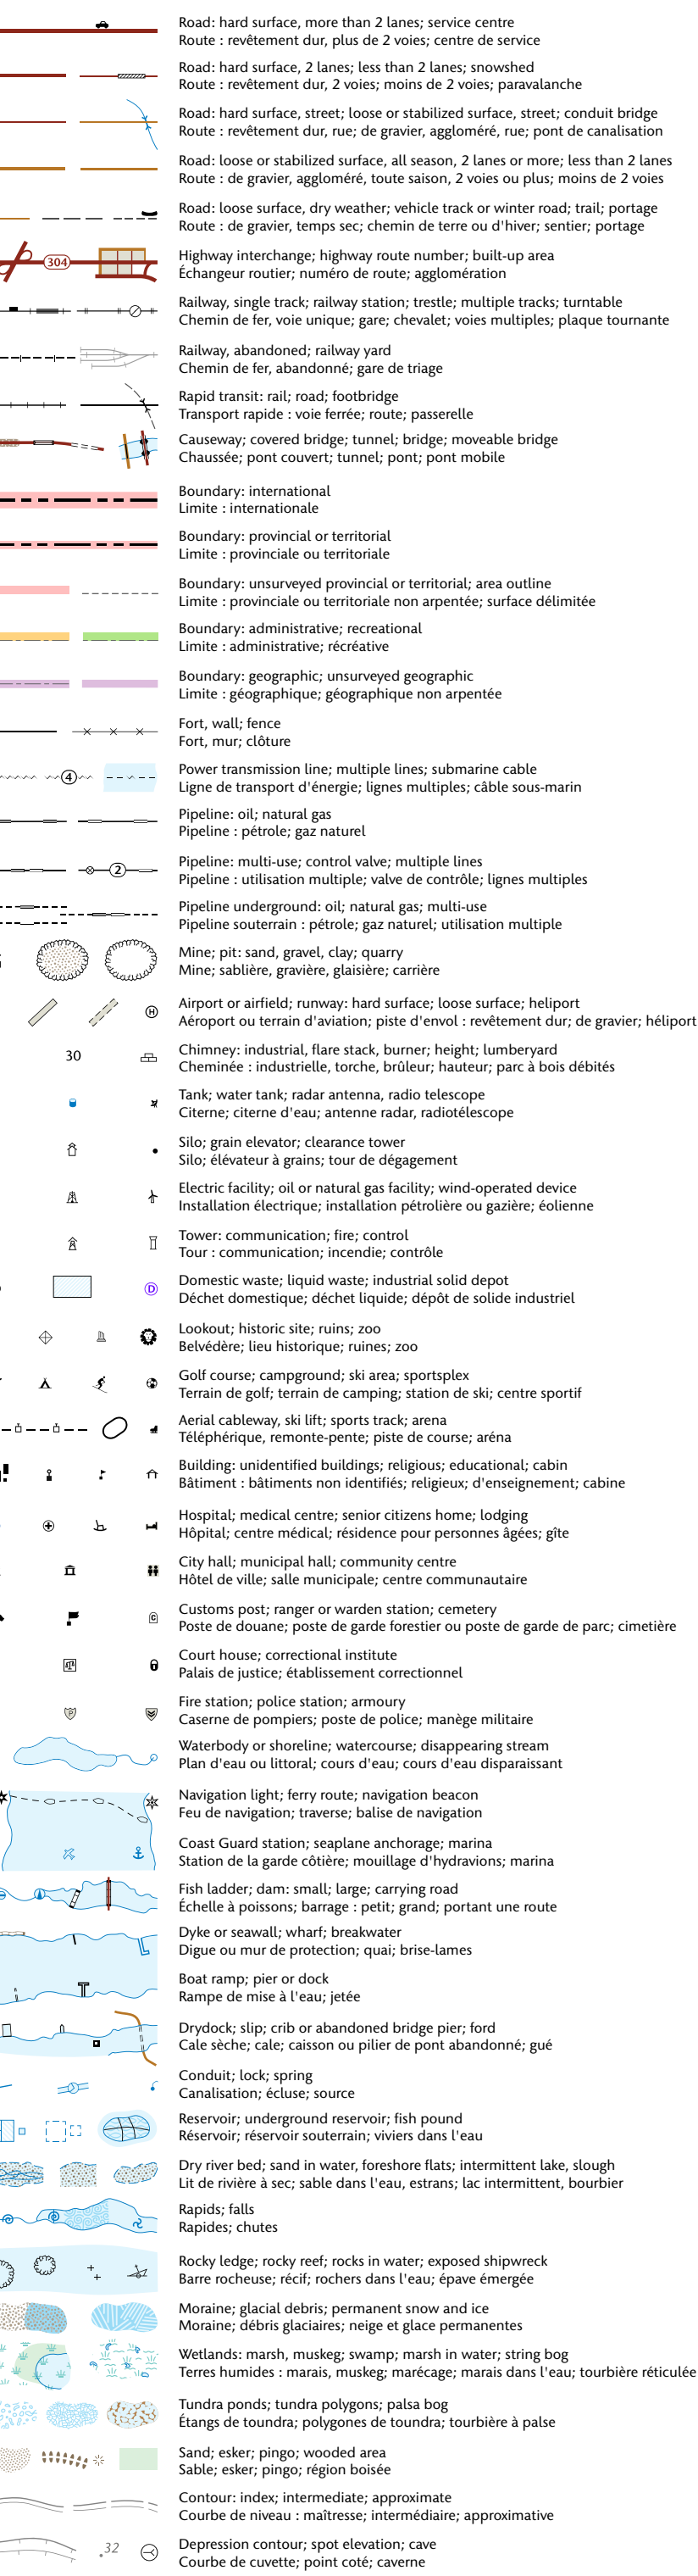 Road: hard surface, more than 2 lanes; service centre
Route : revêtement dur, plus de 2 voies; centre de service
Road: hard surface, 2 lanes; less than 2 lanes; snowshed
Route : revêtement dur, 2 voies; moins de 2 voies; paravalanche
Road: hard surface, street; loose or stabilized surface, street; conduit bridge
Route : revêtement dur, rue; de gravier, aggloméré, rue; pont de canalisation
Road: loose or stabilized surface, all season, 2 lanes or more; less than 2 lanes
Route : de gravier, aggloméré, toute saison, 2 voies ou plus; moins de 2 voies
Road: loose surface, dry weather; vehicle track or winter road; trail; portage
Route : de gravier, temps sec; chemin de terre ou d'hiver; sentier; portage
304
Highway interchange; highway route number; built-up area
Échangeur routier; numéro de route; agglomération
Railway, single track; railway station; trestle; multiple tracks; turntable
Chemin de fer, voie unique; gare; chevalet; voies multiples; plaque tournante
Railway, abandoned; railway yard
Chemin de fer, abandonné; gare de triage
Rapid transit: rail; road; footbridge
Transport rapide : voie ferrée; route; passerelle
Causeway; covered bridge; tunnel; bridge; moveable bridge
Chaussée; pont couvert; tunnel; pont; pont mobile
Boundary: international
Limite : internationale
Boundary: provincial or territorial
Limite : provinciale ou territoriale
Boundary: unsurveyed provincial or territorial; area outline
Limite : provinciale ou territoriale non arpentée; surface délimitée
Boundary: administrative; recreational
Limite : administrative; récréative
Boundary: geographic; unsurveyed geographic
Limite : géographique; géographique non arpentée
Fort, wall; fence
Fort, mur; clôture
4
Power transmission line; multiple lines; submarine cable
Ligne de transport d'énergie; lignes multiples; câble sous-marin
Pipeline: oil; natural gas
Pipeline : pétrole; gaz naturel
2
Pipeline: multi-use; control valve; multiple lines
Pipeline : utilisation multiple; valve de contrôle; lignes multiples
Pipeline underground: oil; natural gas; multi-use
Pipeline souterrain : pétrole; gaz naturel; utilisation multiple
Mine; pit: sand, gravel, clay; quarry
Mine; sablière, gravière, glaisière; carrière
H
Airport or airfield; runway: hard surface; loose surface; heliport
Aéroport ou terrain d'aviation; piste d'envol : revêtement dur; de gravier; héliport
30
Chimney: industrial, flare stack, burner; height; lumberyard
Cheminée : industrielle, torche, brûleur; hauteur; parc à bois débités
Tank; water tank; radar antenna, radio telescope
Citerne; citerne d'eau; antenne radar, radiotélescope
Silo; grain elevator; clearance tower
Silo; élévateur à grains; tour de dégagement
Electric facility; oil or natural gas facility; wind-operated device
Installation électrique; installation pétrolière ou gazière; éolienne
Tower: communication; fire; control
Tour : communication; incendie; contrôle
D
Domestic waste; liquid waste; industrial solid depot
Déchet domestique; déchet liquide; dépôt de solide industriel
Lookout; historic site; ruins; zoo
Belvédère; lieu historique; ruines; zoo
Golf course; campground; ski area; sportsplex
Terrain de golf; terrain de camping; station de ski; centre sportif
Aerial cableway, ski lift; sports track; arena
Téléphérique, remonte-pente; piste de course; aréna
Building: unidentified buildings; religious; educational; cabin
Bâtiment : bâtiments non identifiés; religieux; d'enseignement; cabine
Hospital; medical centre; senior citizens home; lodging
Hôpital; centre médical; résidence pour personnes âgées; gîte
City hall; municipal hall; community centre
Hôtel de ville; salle municipale; centre communautaire
C
Customs post; ranger or warden station; cemetery
Poste de douane; poste de garde forestier ou poste de garde de parc; cimetière
Court house; correctional institute
Palais de justice; établissement correctionnel
P
Fire station; police station; armoury
Caserne de pompiers; poste de police; manège militaire
Waterbody or shoreline; watercourse; disappearing stream
Plan d'eau ou littoral; cours d'eau; cours d'eau disparaissant
Navigation light; ferry route; navigation beacon
Feu de navigation; traverse; balise de navigation
Coast Guard station; seaplane anchorage; marina
Station de la garde côtière; mouillage d'hydravions; marina
Fish ladder; dam: small; large; carrying road
Échelle à poissons; barrage : petit; grand; portant une route
Dyke or seawall; wharf; breakwater
Digue ou mur de protection; quai; brise-lames
Boat ramp; pier or dock
Rampe de mise à l'eau; jetée
Drydock; slip; crib or abandoned bridge pier; ford
Cale sèche; cale; caisson ou pilier de pont abandonné; gué
Conduit; lock; spring
Canalisation; écluse; source
Reservoir; underground reservoir; fish pound
Réservoir; réservoir souterrain; viviers dans l'eau
Dry river bed; sand in water, foreshore flats; intermittent lake, slough
Lit de rivière à sec; sable dans l'eau, estrans; lac intermittent, bourbier
Rapids; falls
Rapides; chutes
Rocky ledge; rocky reef; rocks in water; exposed shipwreck
Barre rocheuse; récif; rochers dans l'eau; épave émergée
Moraine; glacial debris; permanent snow and ice
Moraine; débris glaciaires; neige et glace permanentes
Wetlands: marsh, muskeg; swamp; marsh in water; string bog
Terres humides : marais, muskeg; marécage; marais dans l'eau; tourbière réticulée
Tundra ponds; tundra polygons; palsa bog
Étangs de toundra; polygones de toundra; tourbière à palse
Sand; esker; pingo; wooded area
Sable; esker; pingo; région boisée
Contour: index; intermediate; approximate
Courbe de niveau : maîtresse; intermédiaire; approximative
.32
Depression contour; spot elevation; cave
Courbe de cuvette; point coté; caverne